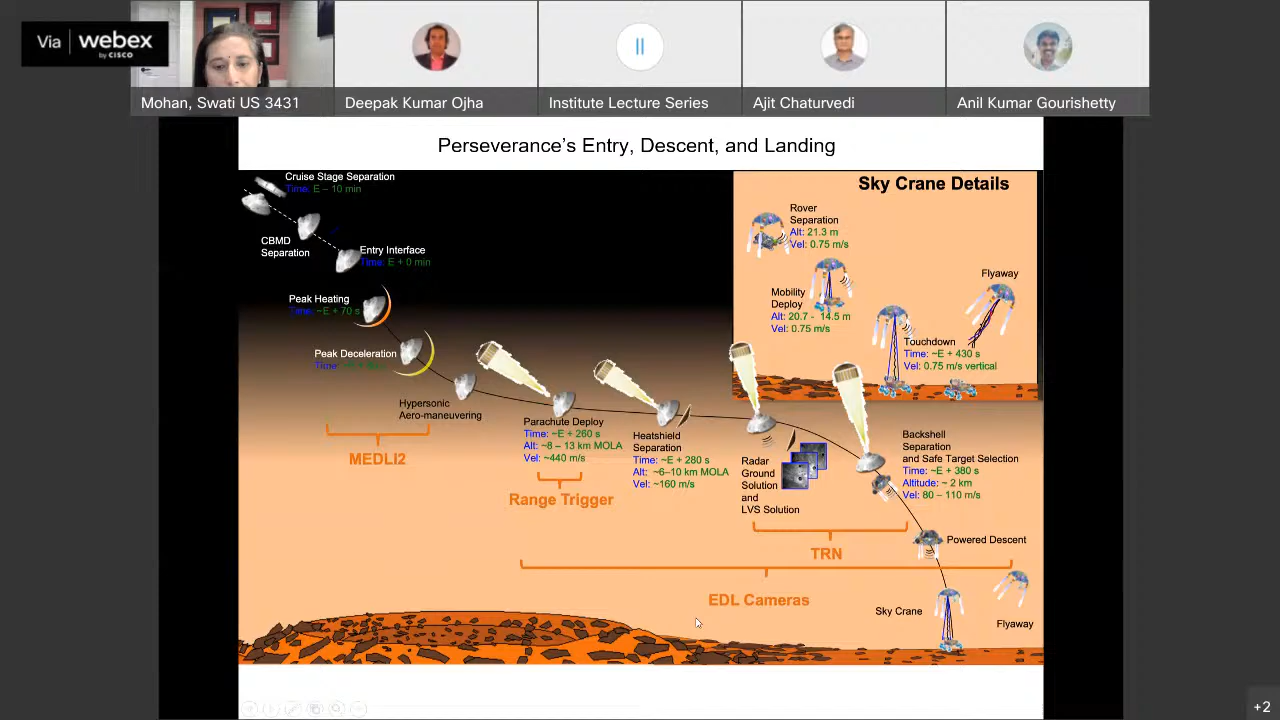 Via webex
by CISCO
Mohan, Swati US 3431
Deepak Kumar Ojha
Institute Lecture Series
Ajit Chaturvedi
Anil Kumar Gourishetty
Perseverance's Entry, Descent, and Landing
Cruise Stage Separation
Time: E – 10 min
CBMD
Separation
Entry Interface
Time: E + 0 min
Peak Heating
Time: ~E + 70 s
Peak Deceleration
Time:
Hypersonic
Aero-maneuvering
MEDLI2
Parachute Deploy
Time: ~E + 260 s
Alt: ~8 – 13 km MOLA
Vel: ~440 m/s
Range Trigger
Heatshield
Separation
Time: ~E + 280 s
Alt: ~6–10 km MOLA
Vel: ~160 m/s
Radar
Ground
Solution
and
LVS Solution
Backshell
Separation
and Safe Target Selection
Time: ~E + 380 s
Altitude: ~ 2 km
Vel: 80 – 110 m/s
TRN
Powered Descent
EDL Cameras
Sky Crane
Flyaway
Sky Crane Details
Rover
Separation
Alt: 21.3 m
Vel: 0.75 m/s
Mobility
Deploy
Alt: 20.7 - 14.5 m
Vel: 0.75 m/s
Flyaway
Touchdown
Time: ~E + 430 s
Vel: 0.75 m/s vertical
+2